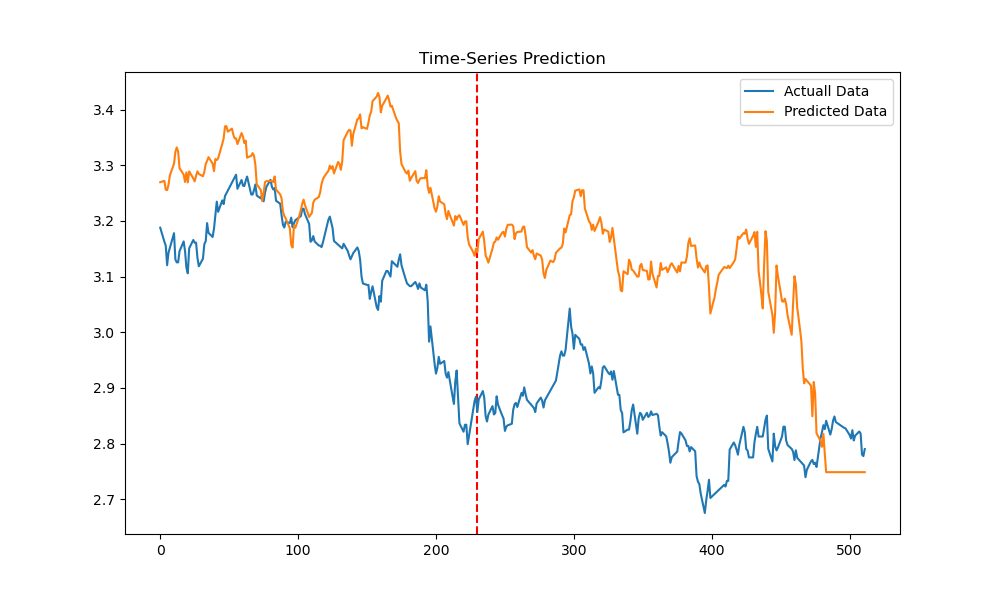 Time-Series Prediction
Actuall Data
Predicted Data
3.4
3.3
3.2
3.1
3.0
2.9
2.8
2.7
0 100 200 300 400 500